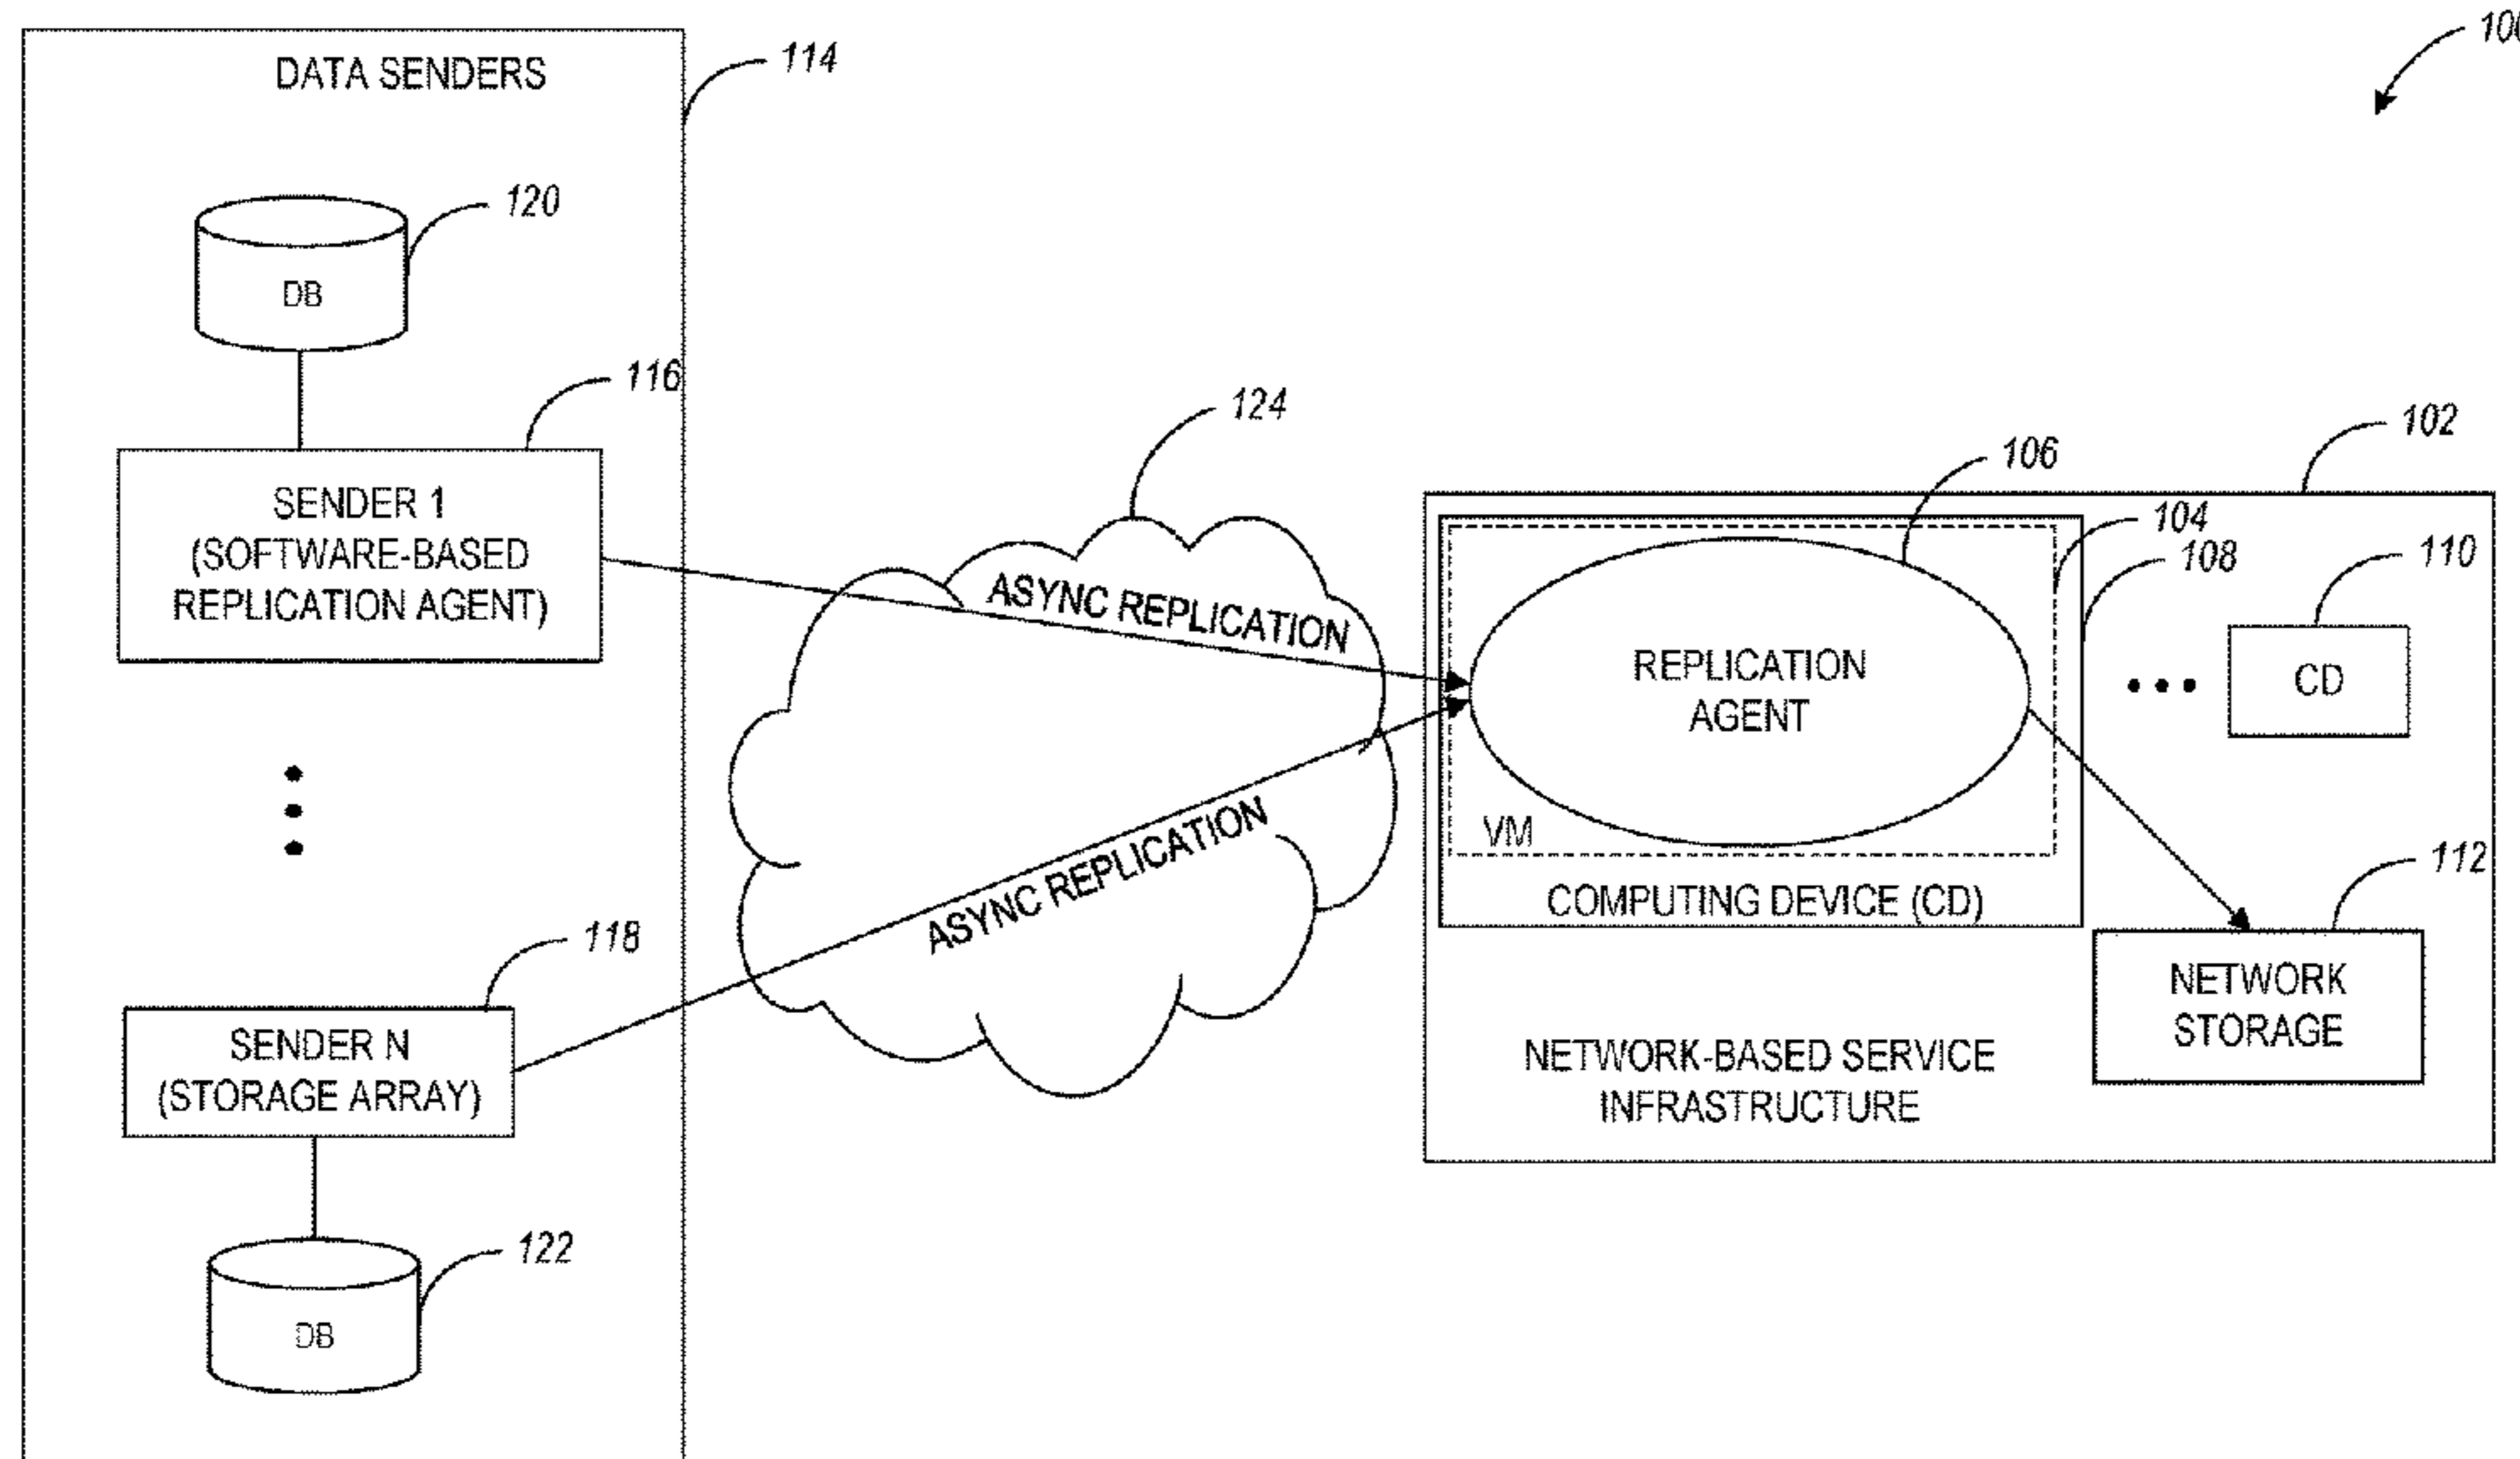 DATA SENDERS
114
120
DB
116
SENDER 1
(SOFTWARE-BASED
REPLICATION AGENT)
118
SENDER N
(STORAGE ARRAY)
122
DB
124
ASYNC REPLICATION
ASYNC REPLICATION
102
106
104
108
110
REPLICATION
AGENT
CD
VM
COMPUTING DEVICE (CD)
112
NETWORK
STORAGE
NETWORK-BASED SERVICE
INFRASTRUCTURE